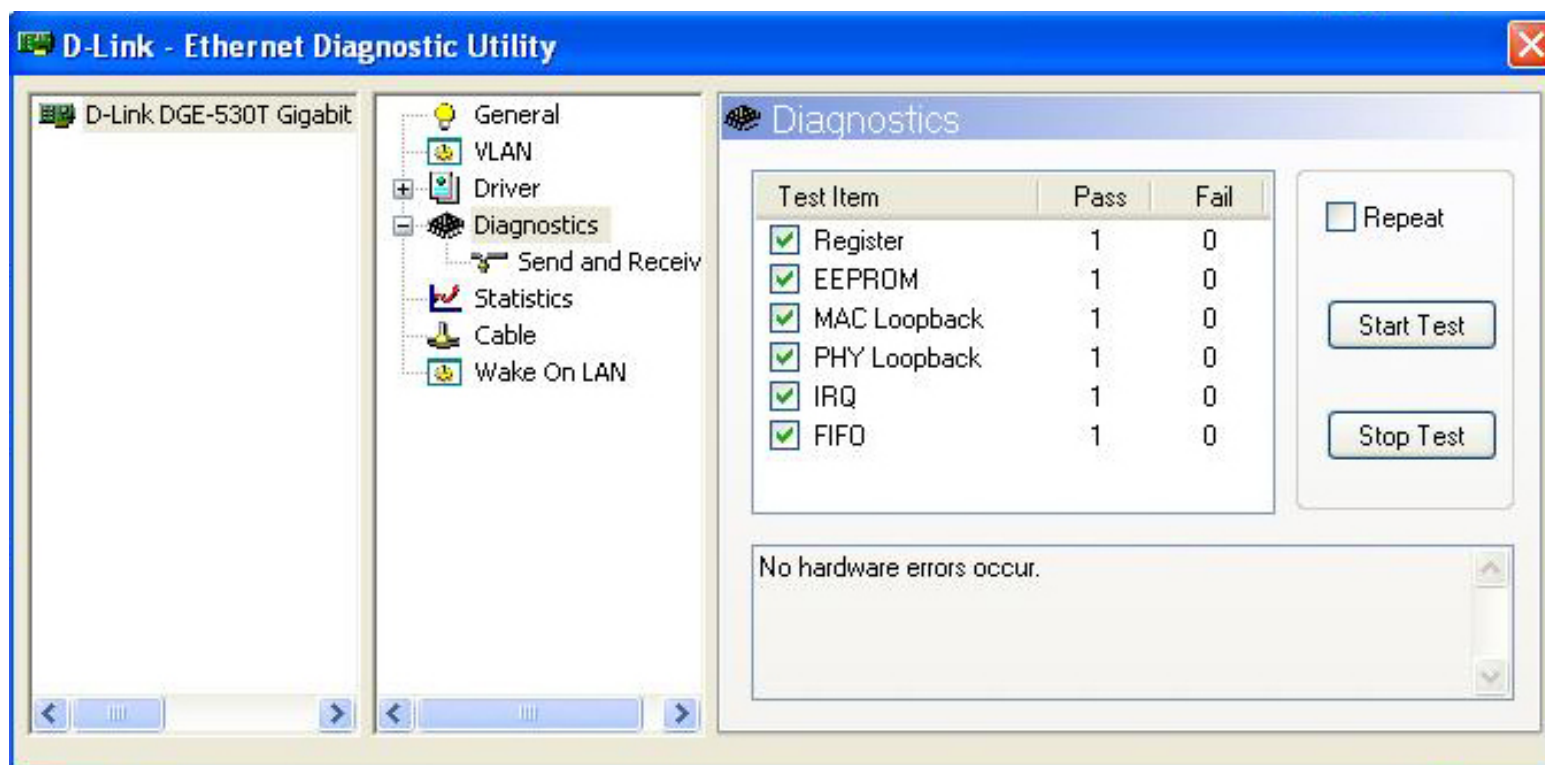 D-Link - Ethernet Diagnostic Utility
D-Link DGE-530T Gigabit
General
VLAN
Driver
Diagnostics
Send and Receiv
Statistics
Cable
Wake On LAN
Diagnostics
Test Item Pass Fail
Register 1 0
EEPROM 1 0
MAC Loopback 1 0
PHY Loopback 1 0
IRQ 1 0
FIFO 1 0
Repeat
Start Test
Stop Test
No hardware errors occur.